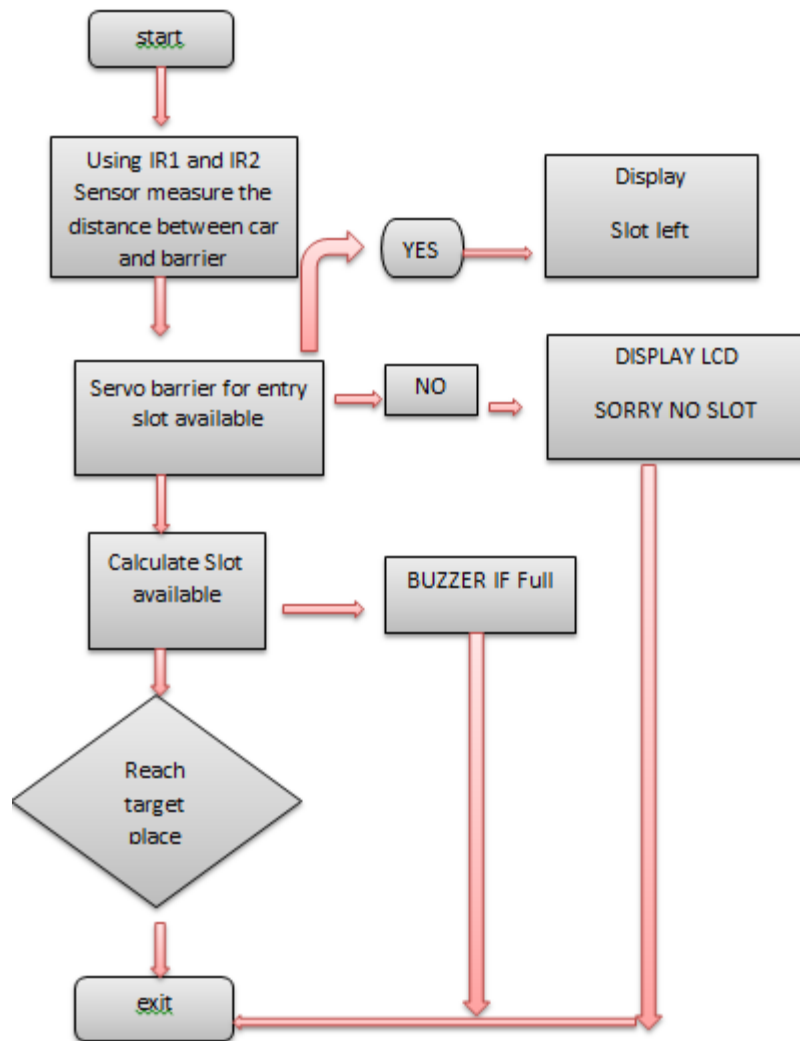 start
Using IR1 and IR2
Sensor measure the
distance between car
and barrier
YES
Display
Slot left
Servo barrier for entry
slot available
NO
DISPLAY LCD
SORRY NO SLOT
Calculate Slot
available
BUZZER IF Full
Reach
target
place
exit